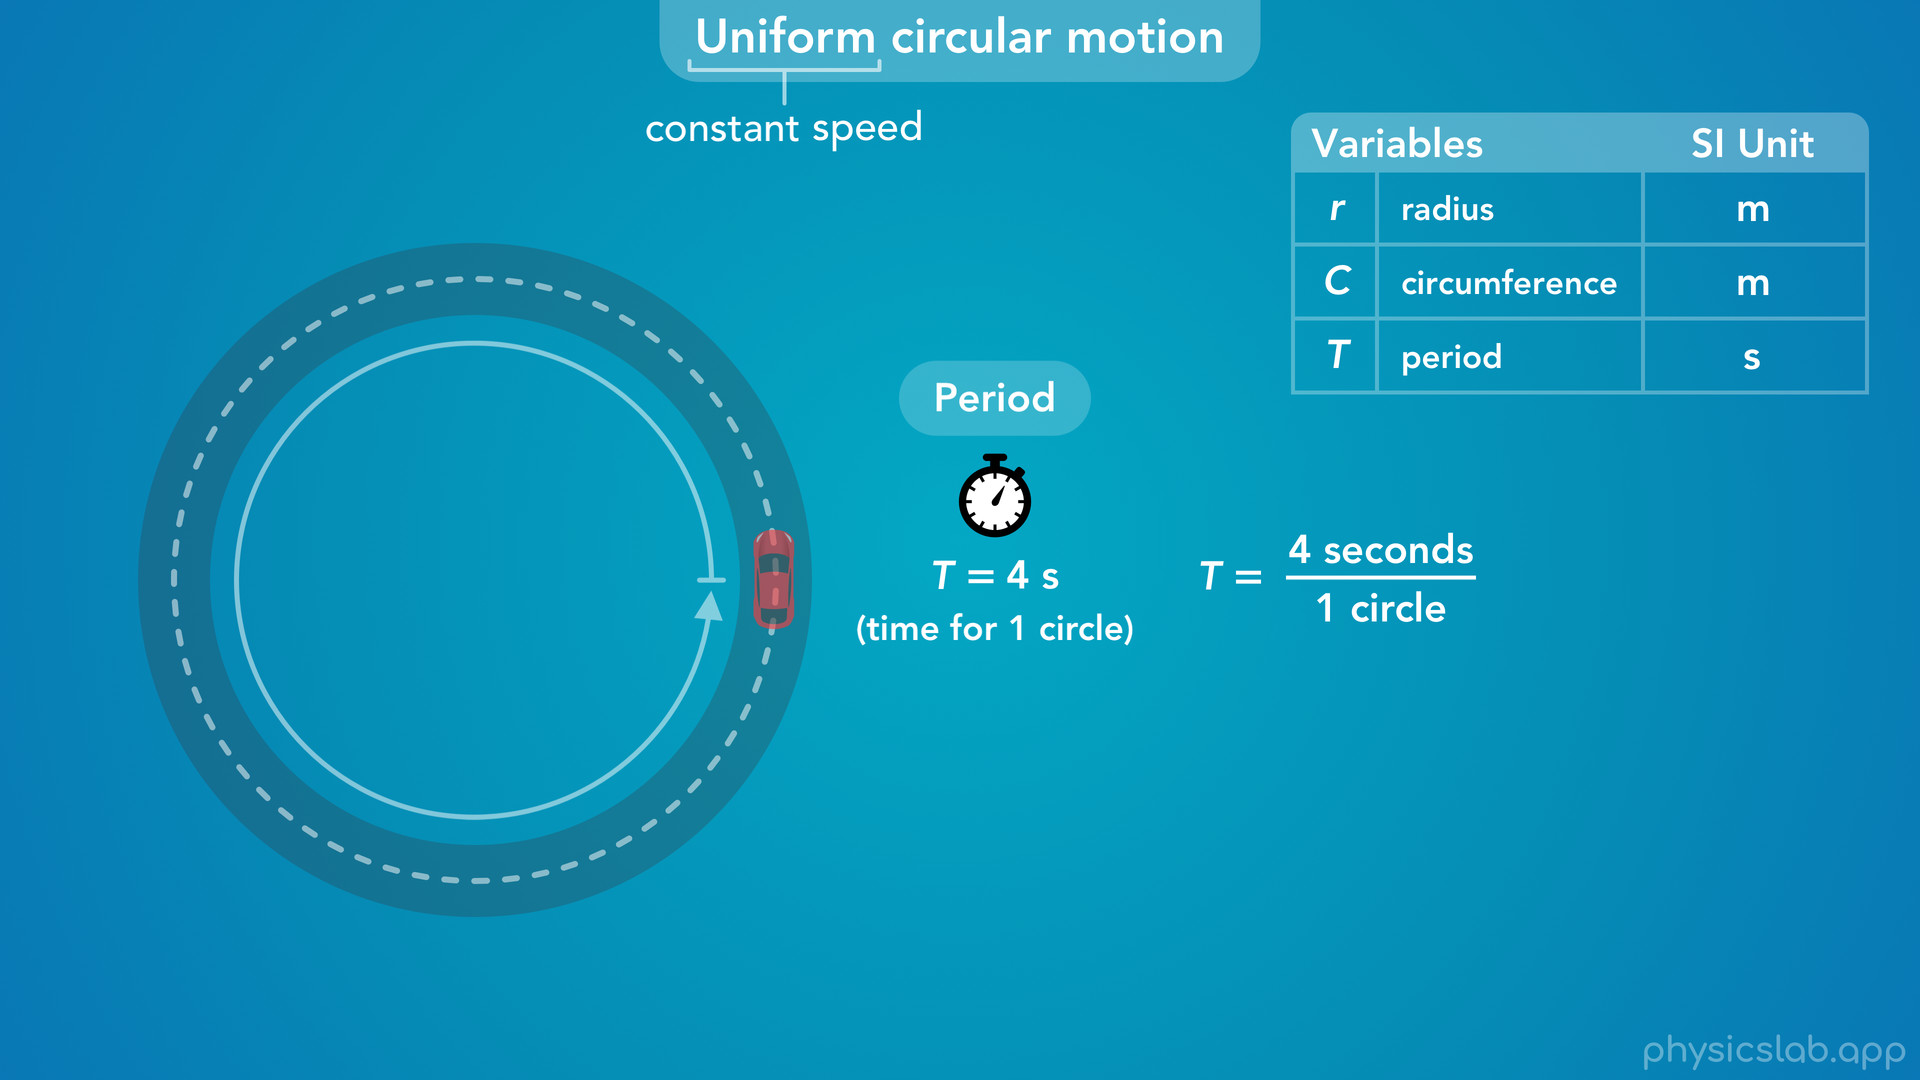 Uniform circular motion
constant speed
Variables SI Unit
r radius m
C circumference m
T period s
Period
T = 4 s
(time for 1 circle)
T = 4 seconds
1 circle
physicslab.app